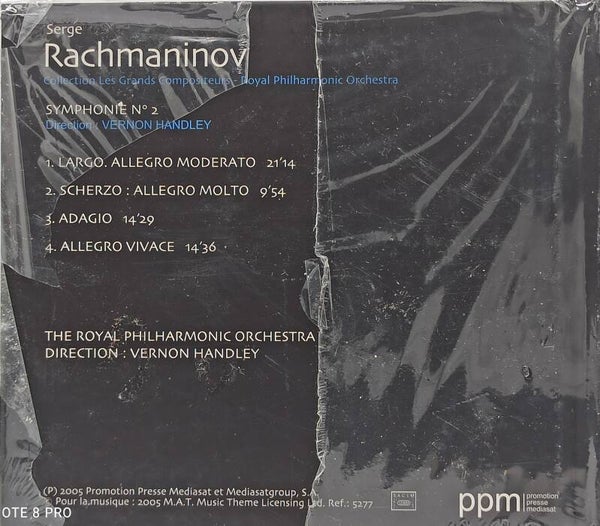 Serge
Rachmaninov
Collection Les Grands Compositeurs - Royal Philharmonic Orchestra
SYMPHONIE N° 2
Direction : VERNON HANDLEY
1. LARGO. ALLEGRO MODERATO 21'14
2. SCHERZO : ALLEGRO MOLTO 9'54
3. ADAGIO 14'29
4. ALLEGRO VIVACE 14'36
THE ROYAL PHILHARMONIC ORCHESTRA
DIRECTION : VERNON HANDLEY
(P) 2005 Promotion Presse Mediasat et Mediasatgroup, S.A.
© Pour la musique : 2005 M.A.T. Music Theme Licensing Ltd. Ref.: 5277
SACEM
ppm
promotion
presse
mediasat
OTE 8 PRO